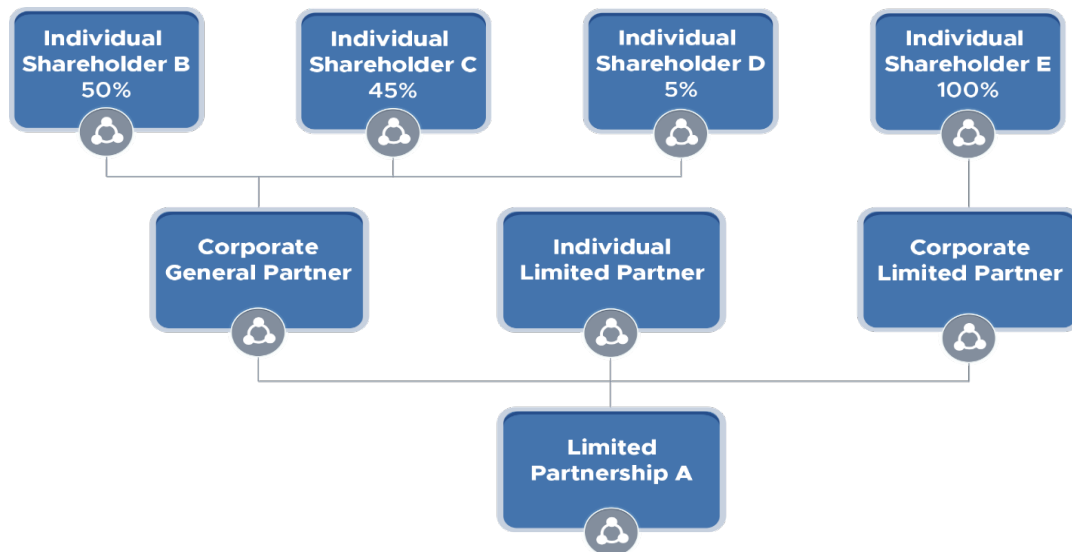 Individual
Shareholder B
50%
Individual
Shareholder C
45%
Individual
Shareholder D
5%
Individual
Shareholder E
100%
Corporate
General Partner
Individual
Limited Partner
Corporate
Limited Partner
Limited
Partnership A